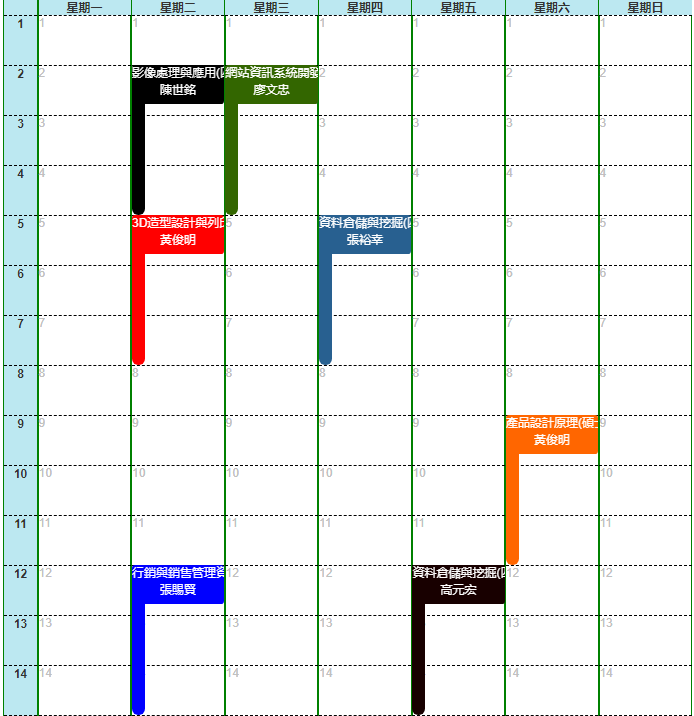 星期一 星期二 星期三 星期四 星期五 星期六 星期日
1 1 1 1 1 1 1 1
2 2 影像處理與應用( 網站資訊系統開發 2 2 2 2
陳世銘 廖文忠
3 3 3 3 3 3
4 4 4 4 4 4
5 5 3D造型設計與列 5 資料倉儲與挖掘( 5 5 5
黃俊明 張裕幸
6 6 6 6 6 6
7 7 7 7 7 7
8 8 8 8 8 8 8 8
9 9 9 9 9 9 產品設計原理(碩 9
黃俊明
10 10 10 10 10 10 10
11 11 11 11 11 11 11
12 12 行銷與銷售管理資 12 12 資料倉儲與挖掘( 12 12
張賜賢 高元宏
13 13 13 13 13 13
14 14 14 14 14 14